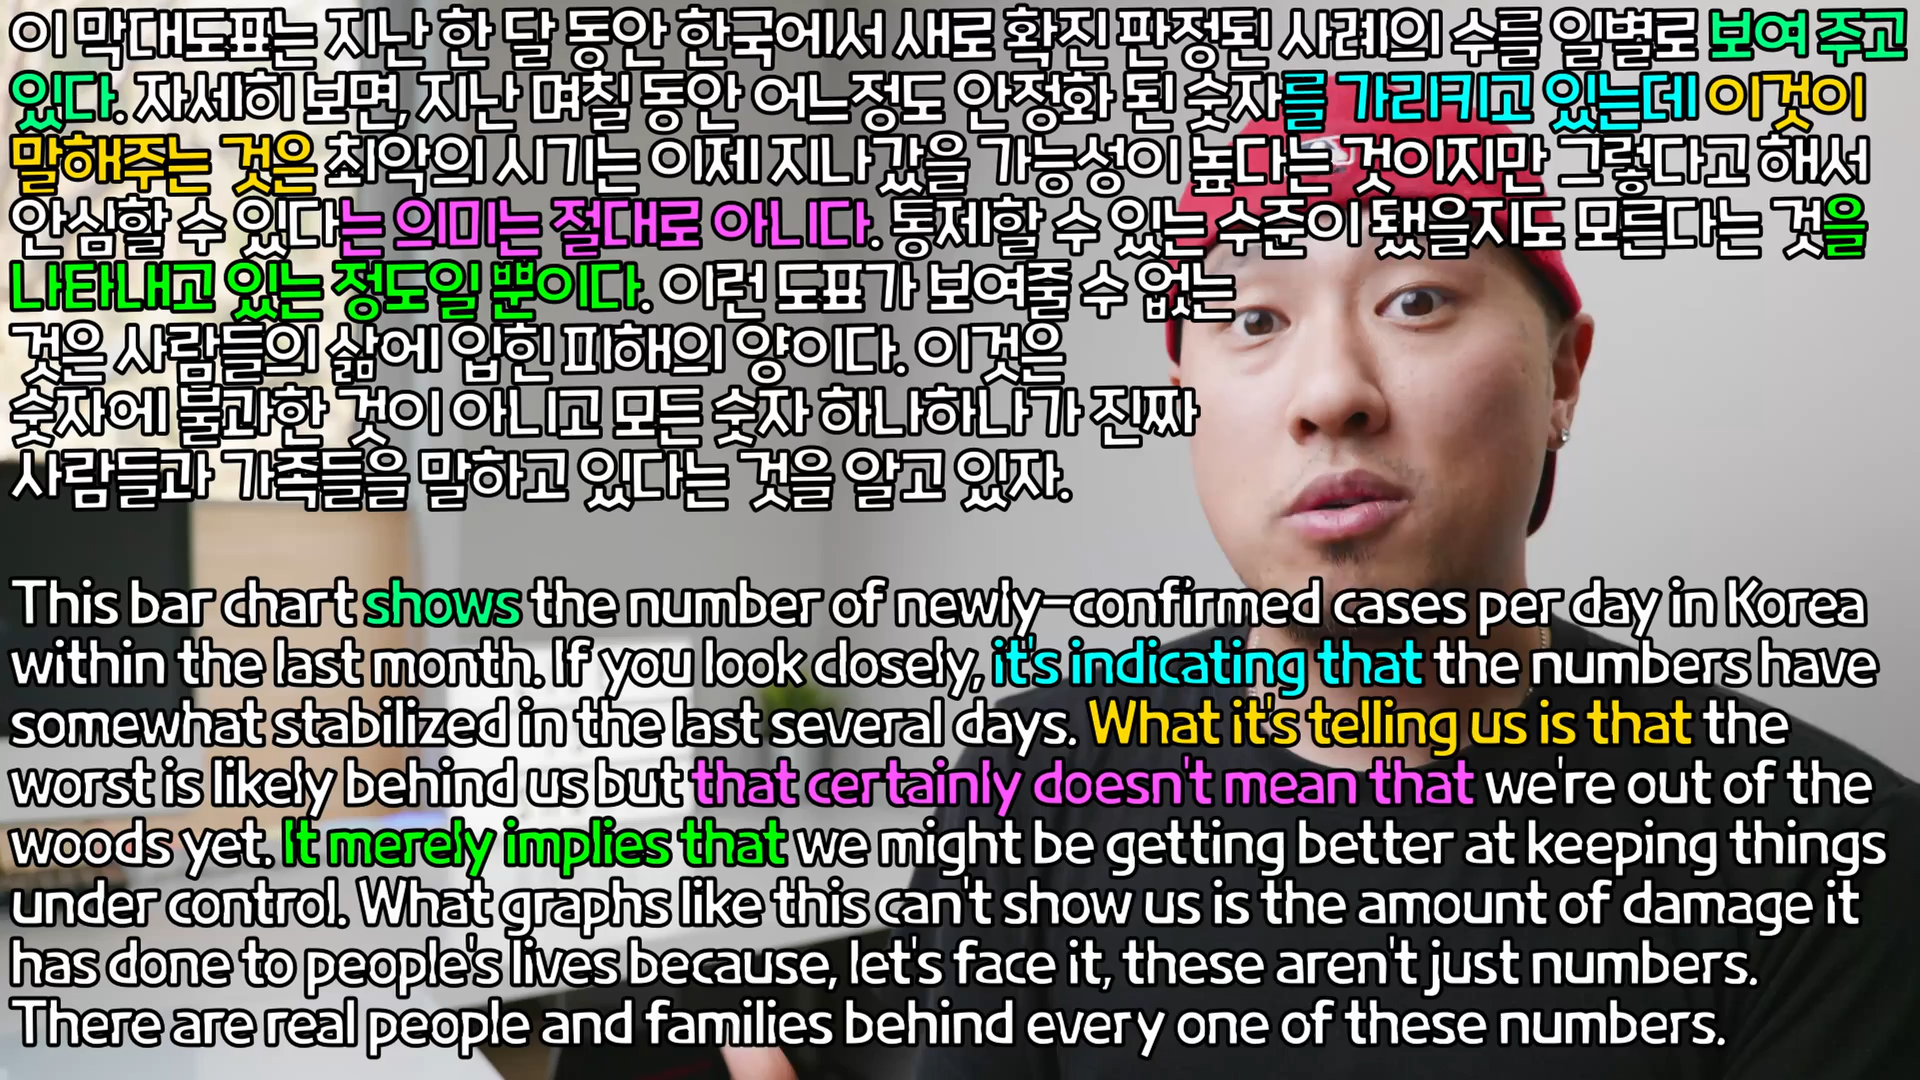 이 막대도표는 지난 한 달 동안 한국에서 새로 확진 판정된 사례의 수를 일별로 보여 주고
있다. 자세히 보면, 지난 며칠 동안 어느정도 안정화 된 숫자를 가리키고 있는데 이것이
말해주는 것은 최악의 시기는 이제 지나갔을 가능성이 높다는 것이지만 그렇다고 해서
안심할 수 있다는 의미는 절대로 아니다. 통제할 수 있는 수준이 됐을지도 모른다는 것을
나타내고 있는 정도일 뿐이다. 이런 도표가 보여줄 수 없는
것은 사람들의 삶에 입힌 피해의 양이다. 이것은
숫자에 불과한 것이 아니고 모든 숫자 하나하나가 진짜
사람들과 가족들을 말하고 있다는 것을 알고 있자.
This bar chart shows the number of newly-confirmed cases per day in Korea
within the last month. If you look closely, it's indicating that the numbers have
somewhat stabilized in the last several days. What it's telling us is that the
worst is likely behind us but that certainly doesn't mean that we're out of the
woods yet. It merely implies that we might be getting better at keeping things
under control. What graphs like this can't show us is the amount of damage it
has done to people's lives because, let's face it, these aren't just numbers.
There are real people and families behind every one of these numbers.